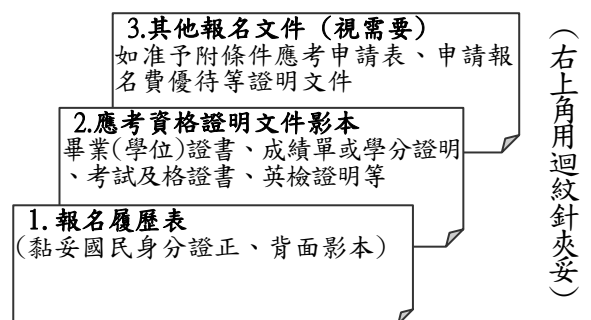 3.其他報名文件（視需要）
如准予附條件應考申請表、申請報
名費優待等證明文件
2.應考資格證明文件影本
畢業(學位)證書、成績單或學分證明
、考試及格證書、英檢證明等
1.報名履歷表
(黏妥國民身分證正、背面影本)
（右上角用迴紋針夾妥）